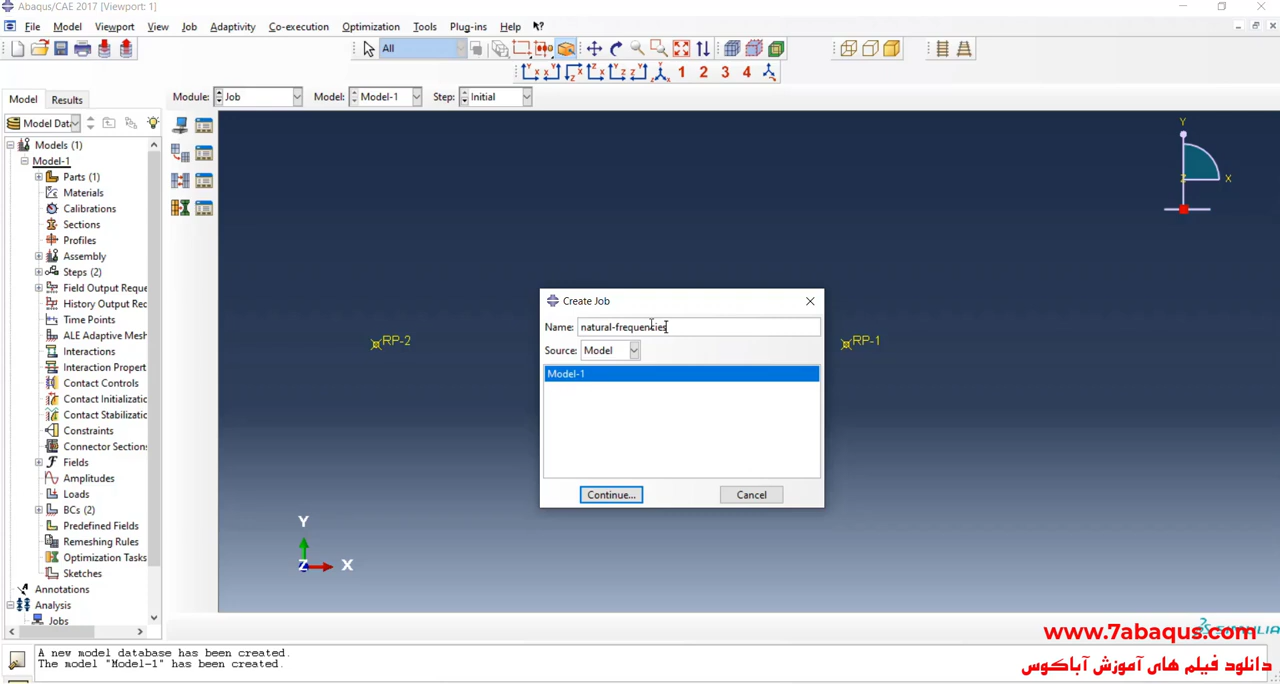 Abaqus/CAE 2017 [Viewport: 1]
File Model Viewport View Job Adaptivity Co-execution Optimization Tools Plug-ins Help
All
1 2 3 4
Model Results
Module: Job Model: Model-1 Step: Initial
Model Dat
Models (1)
Model-1
Parts (1)
Materials
Calibrations
Sections
Profiles
Assembly
Steps (2)
Field Output Reque
History Output Rec
Time Points
ALE Adaptive Mesh
Interactions
Interaction Propert
Contact Controls
Contact Initializatio
Contact Stabilizatio
Constraints
Connector Sections
Fields
Amplitudes
Loads
BCs (2)
Predefined Fields
Remeshing Rules
Optimization Tasks
Sketches
Annotations
Analysis
Jobs
Y
X
Z
RP-2
RP-1
Create Job
Name: natural-frequencies
Source: Model
Model-1
Continue...
Cancel
Y
Z X
www.7abaqus.com
دانلود فیلم های آموزش آباکوس
A new model database has been created.
The model "Model-1" has been created.